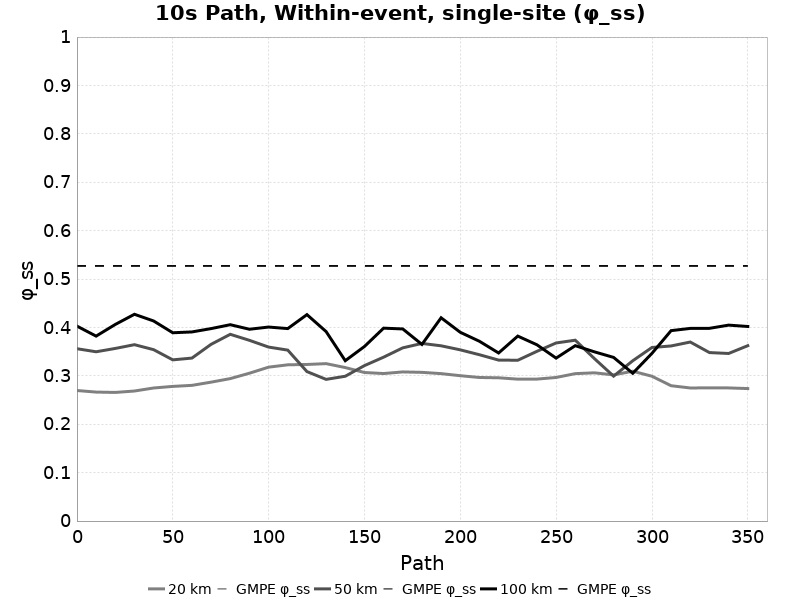 10s Path, Within-event, single-site (φ_ss)
1
0.9
0.8
0.7
0.6
0.5
0.4
0.3
0.2
0.1
0
φ_ss
0 50 100 150 200 250 300 350
Path
20 km GMPE φ_ss 50 km GMPE φ_ss 100 km GMPE φ_ss